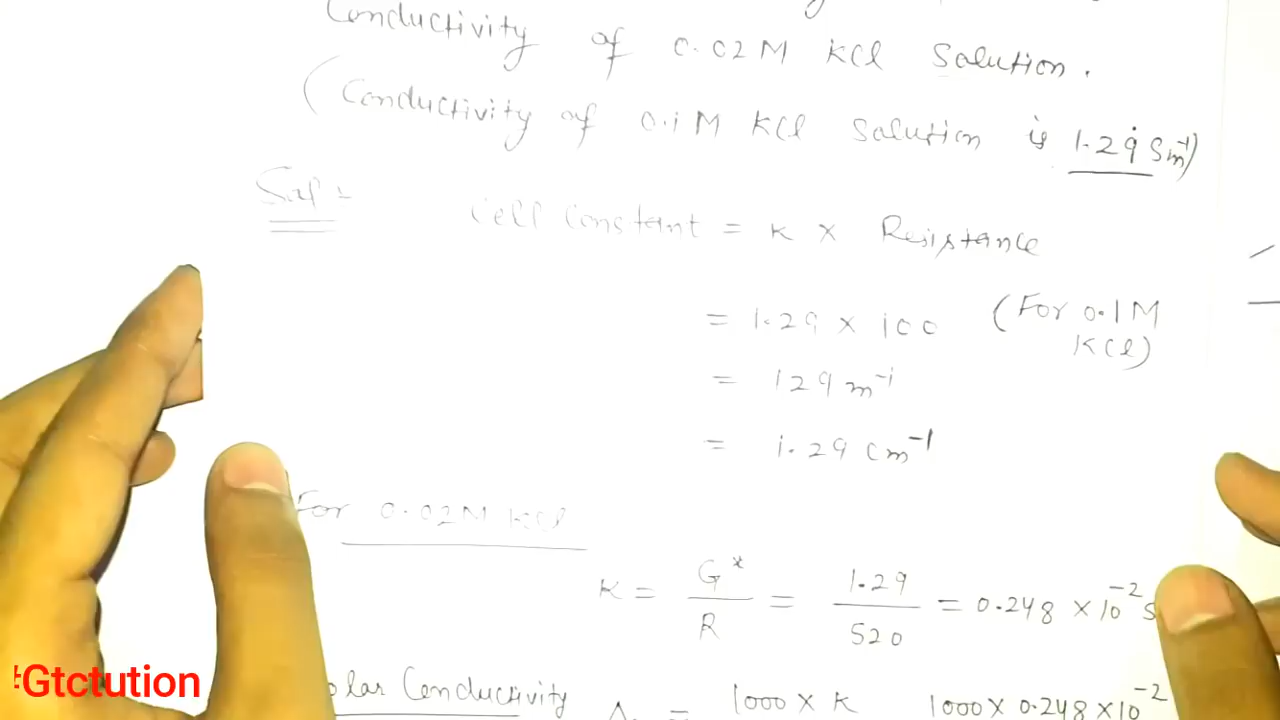 Conductivity of 0.02M KCl Solution.
(Conductivity of 0.1M KCl Solution is 1.29 Sm⁻¹)
Sol =
Cell Constant = K × Resistance
= 1.29 × 100 (For 0.1M KCl)
= 129 m⁻¹
= 1.29 cm⁻¹
For 0.02M KCl
K = G*/R = 1.29/520 = 0.248 × 10⁻² S
olar Conductivity
= 1000 × K 1000 × 0.248 × 10⁻²
Gtctution